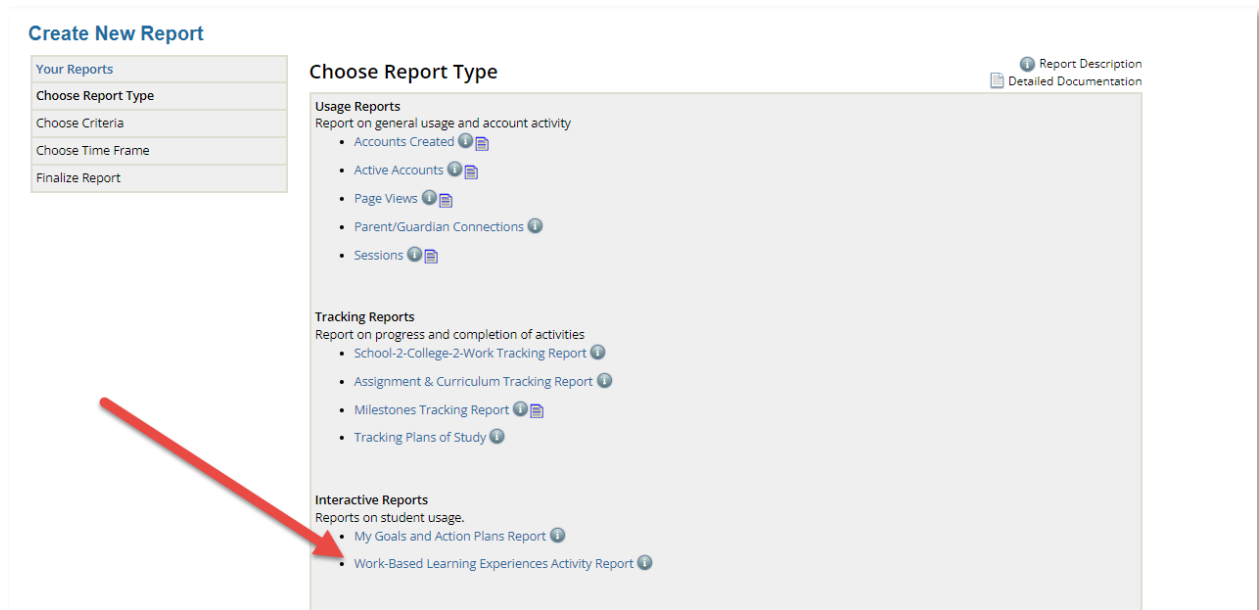 Create New Report
Your Reports
Choose Report Type
Choose Criteria
Choose Time Frame
Finalize Report
Choose Report Type
Report Description
Detailed Documentation
Usage Reports
Report on general usage and account activity
Accounts Created
Active Accounts
Page Views
Parent/Guardian Connections
Sessions
Tracking Reports
Report on progress and completion of activities
School-2-College-2-Work Tracking Report
Assignment & Curriculum Tracking Report
Milestones Tracking Report
Tracking Plans of Study
Interactive Reports
Reports on student usage.
My Goals and Action Plans Report
Work-Based Learning Experiences Activity Report